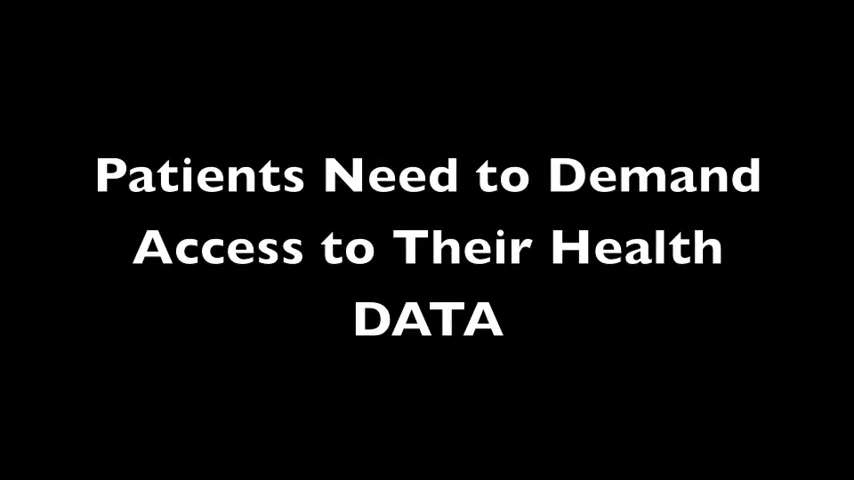 Patients Need to Demand
Access to Their Health
DATA